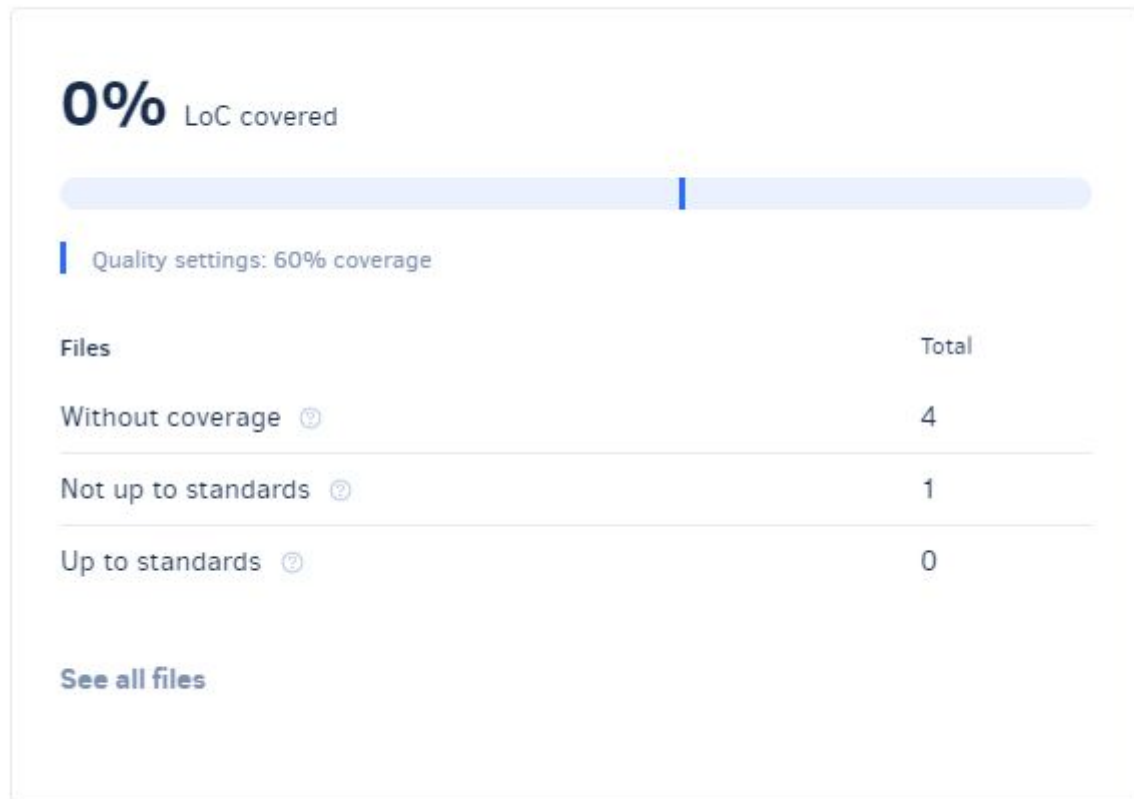 0% LoC covered
Quality settings: 60% coverage
Files Total
Without coverage 4
Not up to standards 1
Up to standards 0
See all files